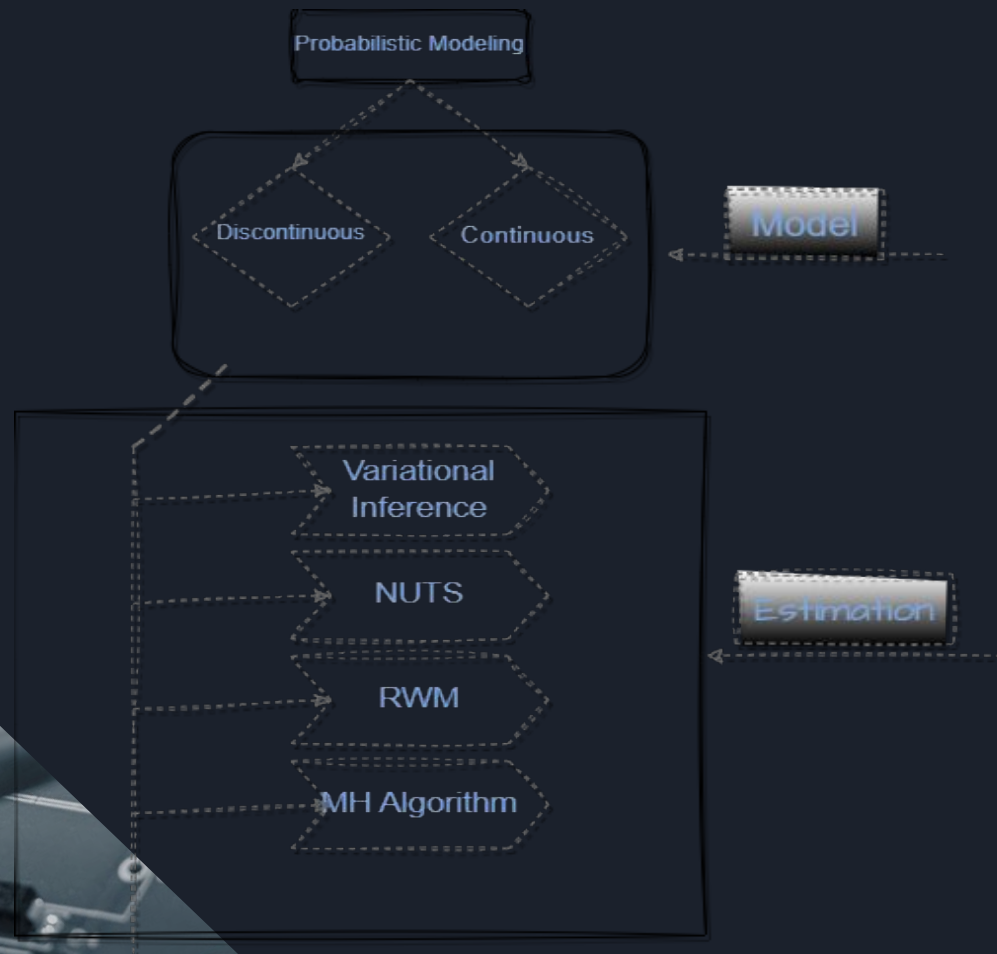 Probabilistic Modeling
Discontinuous
Continuous
Model
Variational
Inference
NUTS
Estimation
RWM
MH Algorithm